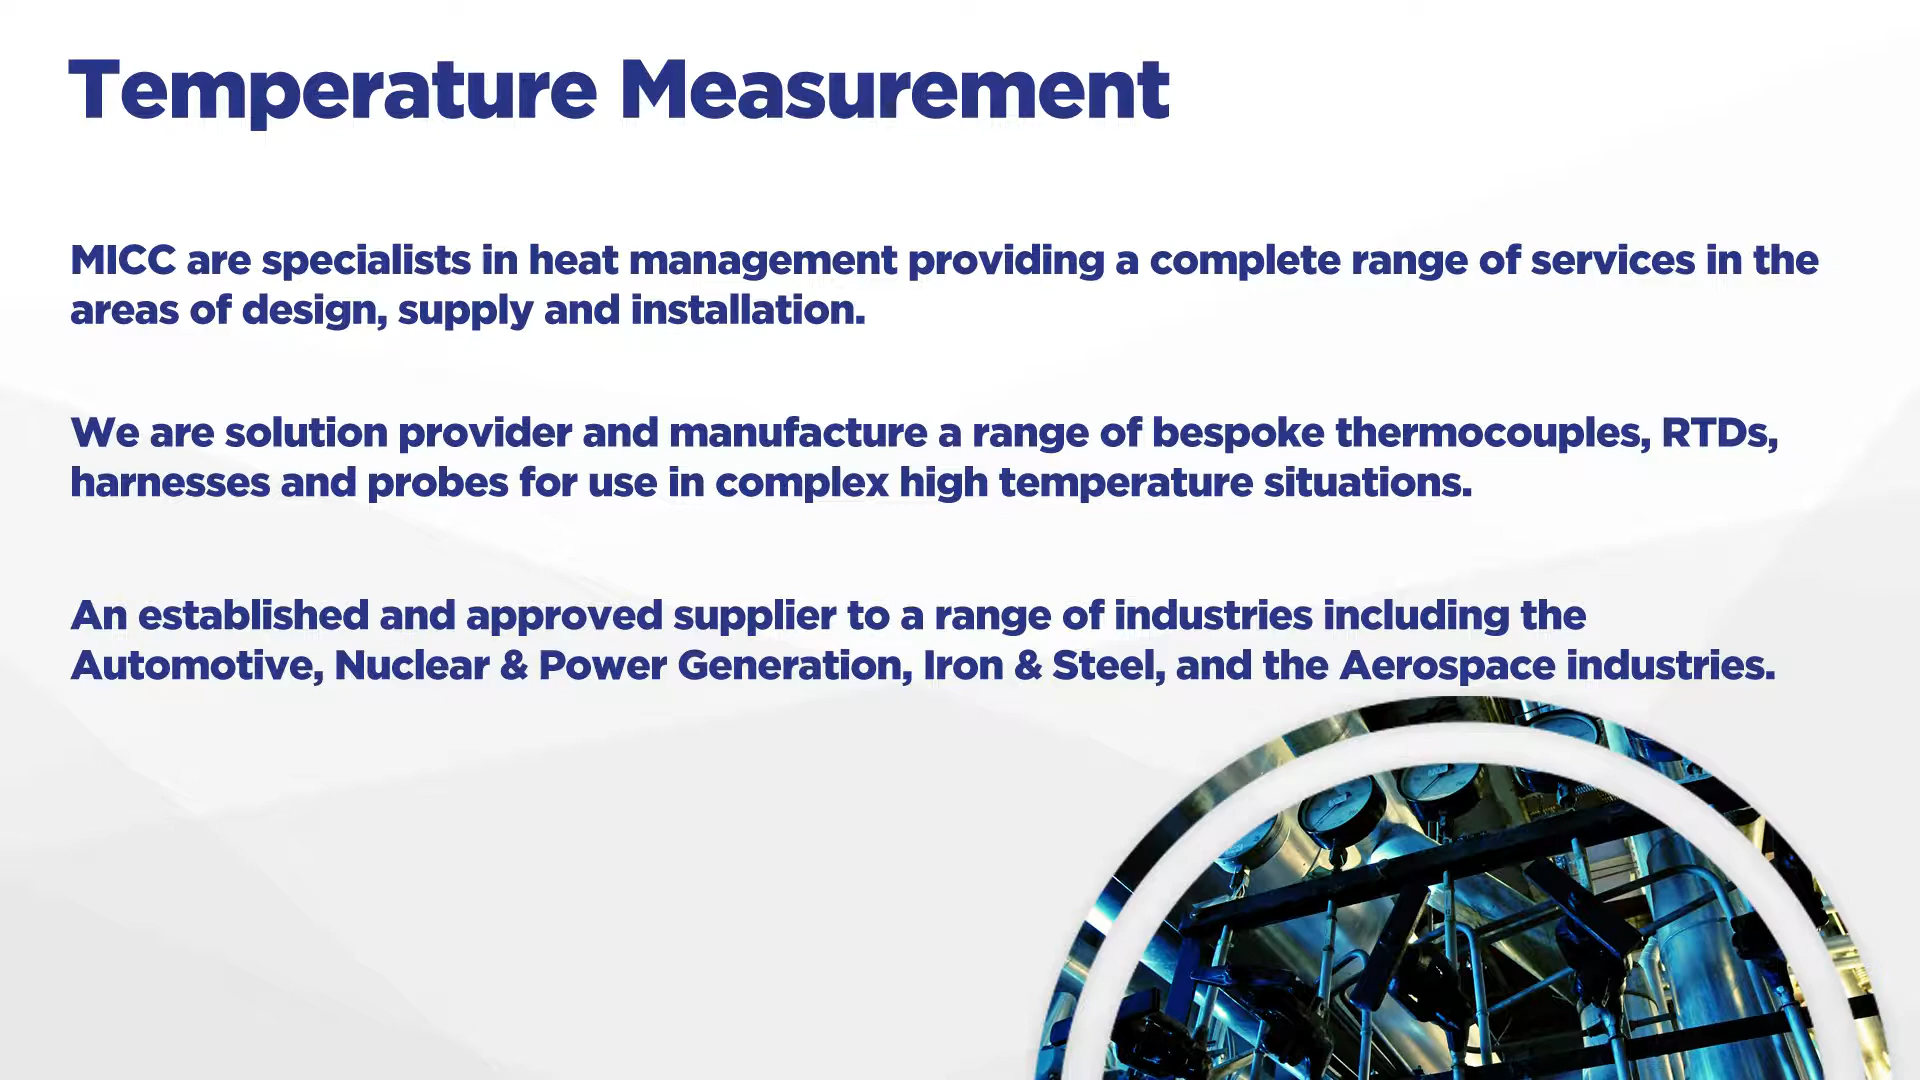 Temperature Measurement
MICC are specialists in heat management providing a complete range of services in the
areas of design, supply and installation.
We are solution provider and manufacture a range of bespoke thermocouples, RTDs,
harnesses and probes for use in complex high temperature situations.
An established and approved supplier to a range of industries including the
Automotive, Nuclear & Power Generation, Iron & Steel, and the Aerospace industries.